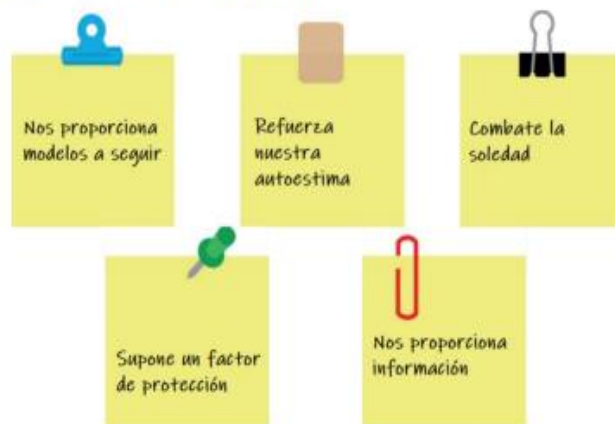 Nos proporciona
modelos a seguir
Refuerza
nuestra
autoestima
Combate la
soledad
Supone un factor
de protección
Nos proporciona
información